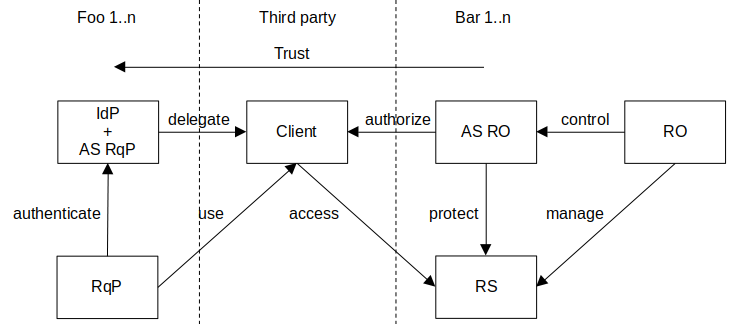 Foo 1..n
Third party
Bar 1..n
Trust
IdP
+
AS RqP
delegate
Client
authorize
AS RO
control
RO
authenticate
use
access
protect
manage
RqP
RS